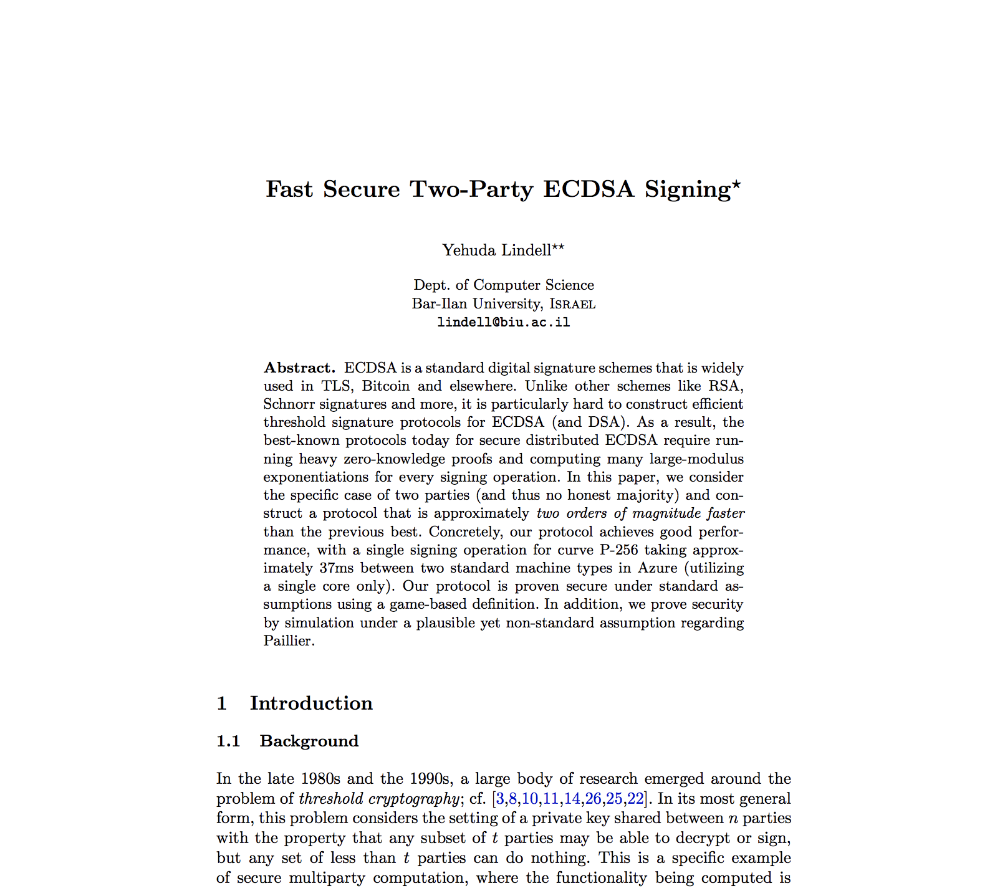 Fast Secure Two-Party ECDSA Signing⋆
Yehuda Lindell⋆⋆
Dept. of Computer Science
Bar-Ilan University, ISRAEL
lindell@biu.ac.il
Abstract. ECDSA is a standard digital signature schemes that is widely
used in TLS, Bitcoin and elsewhere. Unlike other schemes like RSA,
Schnorr signatures and more, it is particularly hard to construct efficient
threshold signature protocols for ECDSA (and DSA). As a result, the
best-known protocols today for secure distributed ECDSA require run-
ning heavy zero-knowledge proofs and computing many large-modulus
exponentiations for every signing operation. In this paper, we consider
the specific case of two parties (and thus no honest majority) and con-
struct a protocol that is approximately two orders of magnitude faster
than the previous best. Concretely, our protocol achieves good perfor-
mance, with a single signing operation for curve P-256 taking approx-
imately 37ms between two standard machine types in Azure (utilizing
a single core only). Our protocol is proven secure under standard as-
sumptions using a game-based definition. In addition, we prove security
by simulation under a plausible yet non-standard assumption regarding
Paillier.
1 Introduction
1.1 Background
In the late 1980s and the 1990s, a large body of research emerged around the
problem of threshold cryptography; cf. [3,8,10,11,14,26,25,22]. In its most general
form, this problem considers the setting of a private key shared between n parties
with the property that any subset of t parties may be able to decrypt or sign,
but any set of less than t parties can do nothing. This is a specific example
of secure multiparty computation, where the functionality being computed is